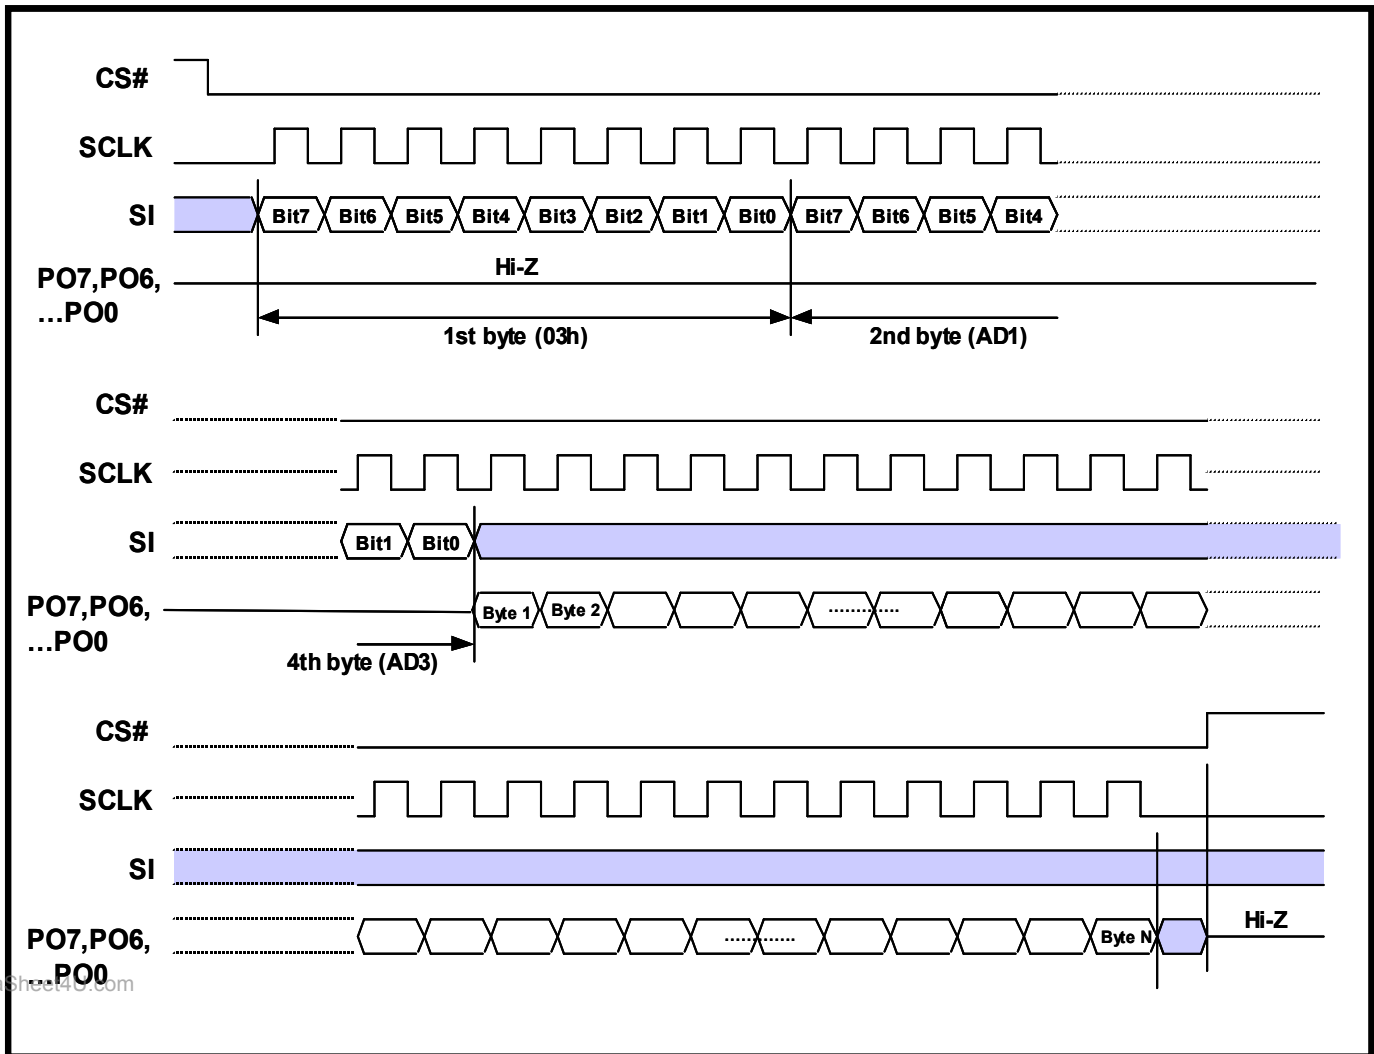 CS#
SCLK
SI
Bit7 Bit6 Bit5 Bit4 Bit3 Bit2 Bit1 Bit0 Bit7 Bit6 Bit5 Bit4
Hi-Z
PO7,PO6,
...PO0
1st byte (03h)
2nd byte (AD1)
CS#
SCLK
SI
Bit1 Bit0
PO7,PO6,
...PO0
Byte 1 Byte 2
4th byte (AD3)
CS#
SCLK
SI
PO7,PO6,
...PO0
Byte N
Hi-Z
Sheet4U.com